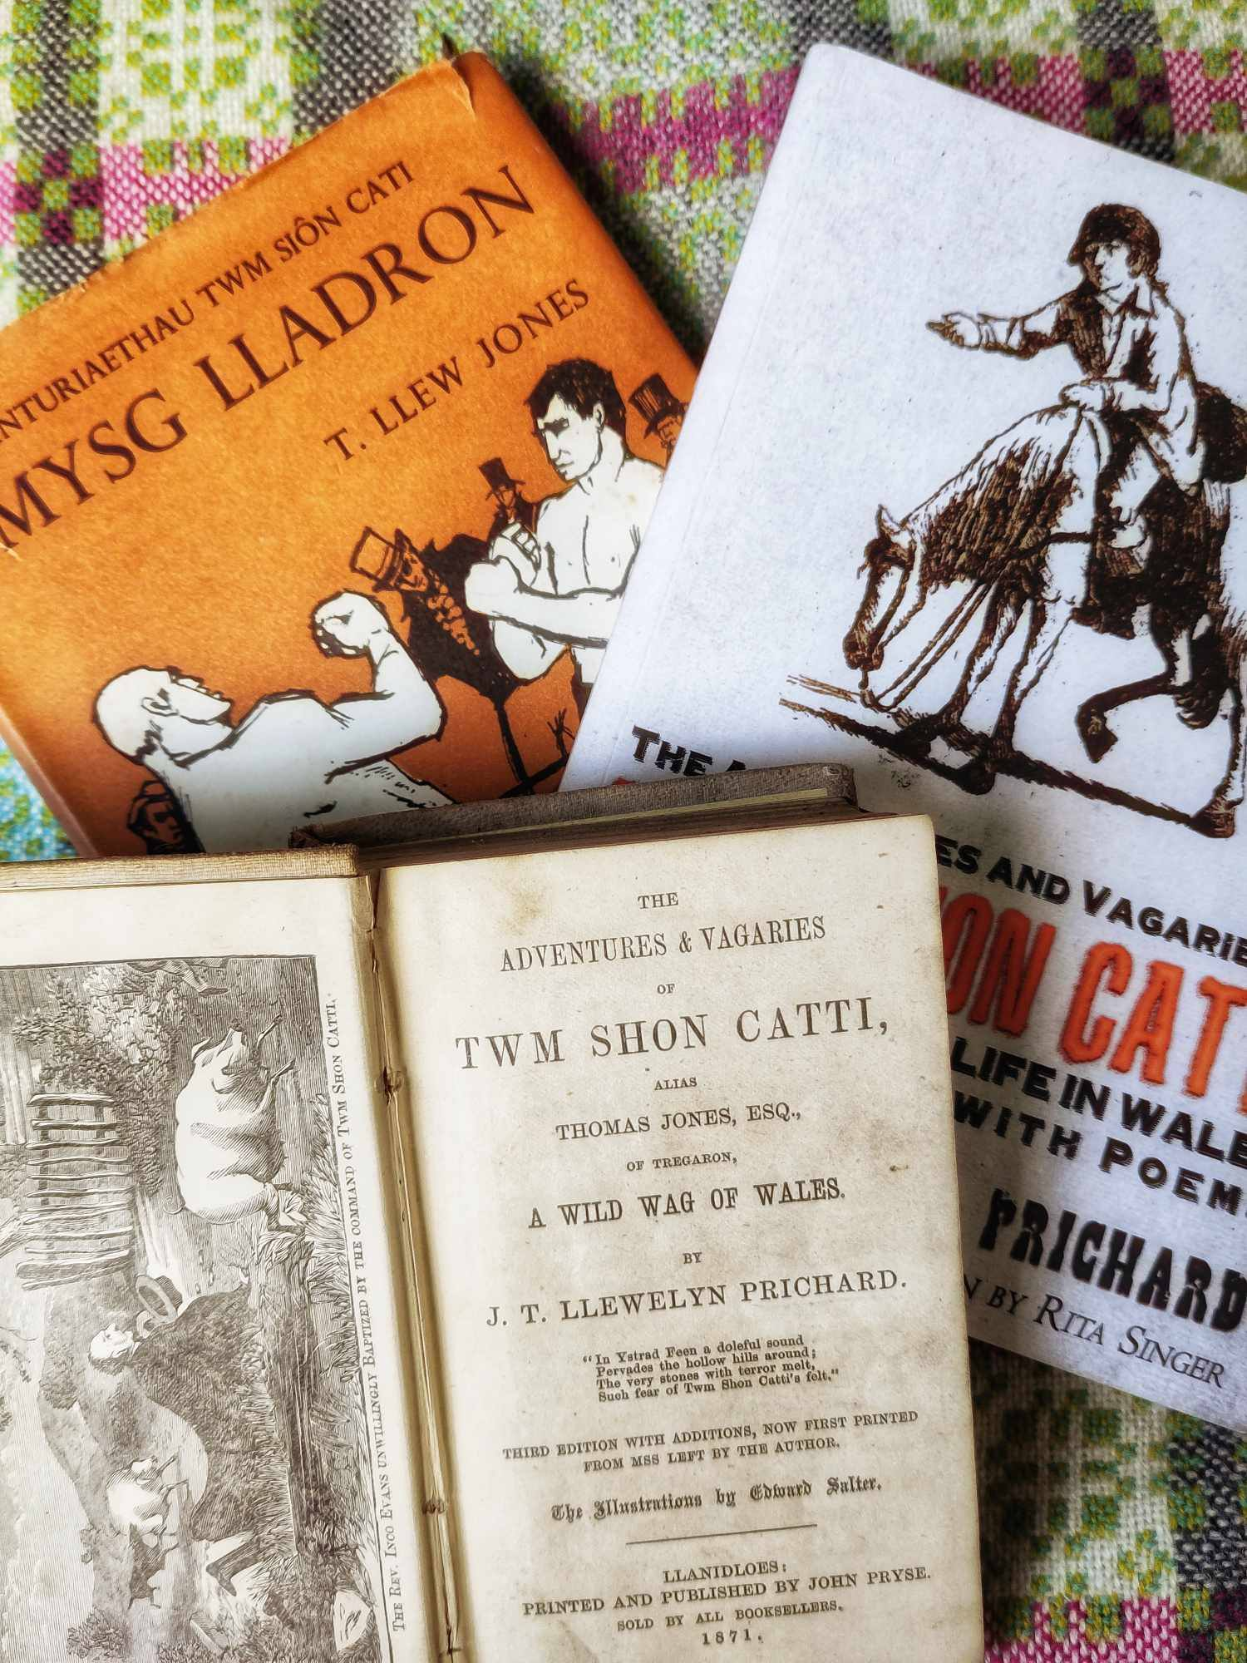 TWM SIÔN CATI
MYSG LLADRON
T. LLEW JONES
THE
ES AND VAGARIE
ON CAT
LIFE IN WALE
WITH POEM
PRICHARD
BY RITA SINGER
THE
ADVENTURES & VAGARIES
OF
TWM SHON CATTI,
ALIAS
THOMAS JONES, ESQ.,
OF TREGARON,
A WILD WAG OF WALES.
BY
J. T. LLEWELYN PRICHARD.
"In Ystrad Feen a doleful sound
Pervades the hollow hills around;
The very stones with terror melt,
Such fear of Twm Shon Catti's felt."
THIRD EDITION WITH ADDITIONS, NOW FIRST PRINTED
FROM MSS LEFT BY THE AUTHOR.
The Illustrations by Edward Salter.
LLANIDLOES:
PRINTED AND PUBLISHED BY JOHN PRYSE.
SOLD BY ALL BOOKSELLERS.
1871.
THE REV. INCO EVANS UNWILLINGLY BAPTIZED BY THE COMMAND OF TWM SHON CATTI.